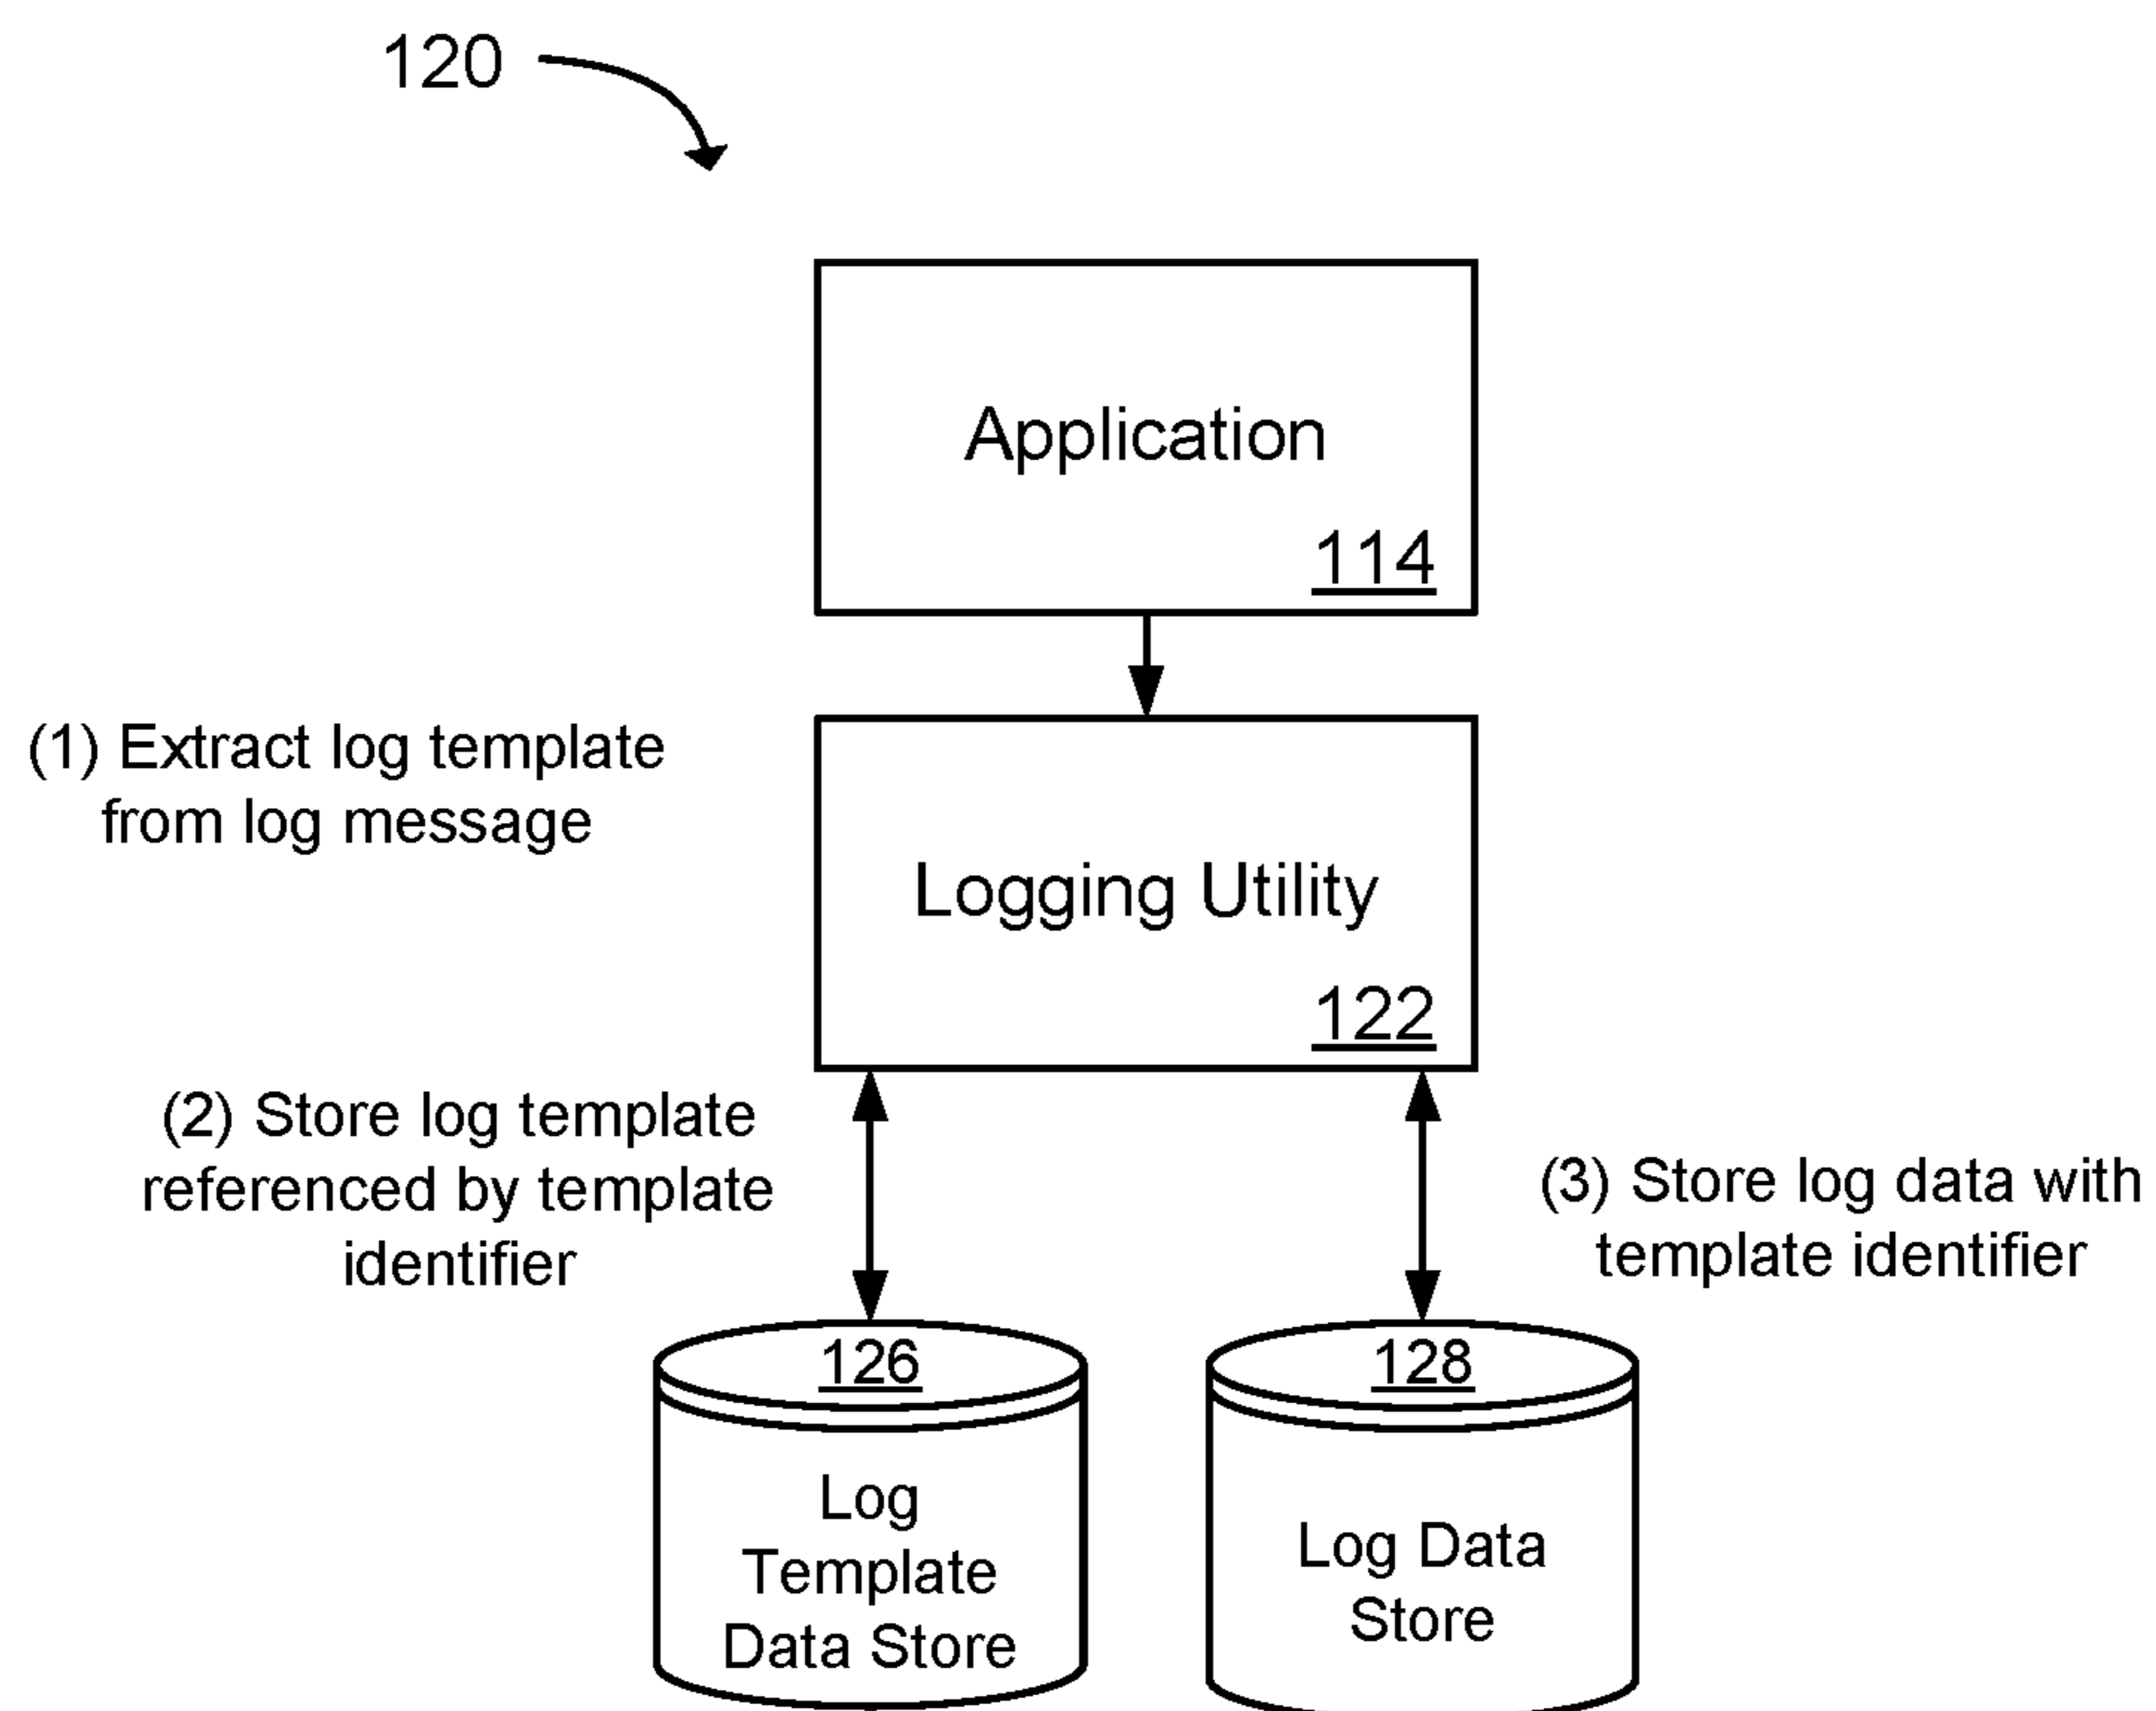 120
Application
114
(1) Extract log template
from log message
Logging Utility
122
(2) Store log template
referenced by template
identifier
(3) Store log data with
template identifier
126
Log
Template
Data Store
128
Log Data
Store